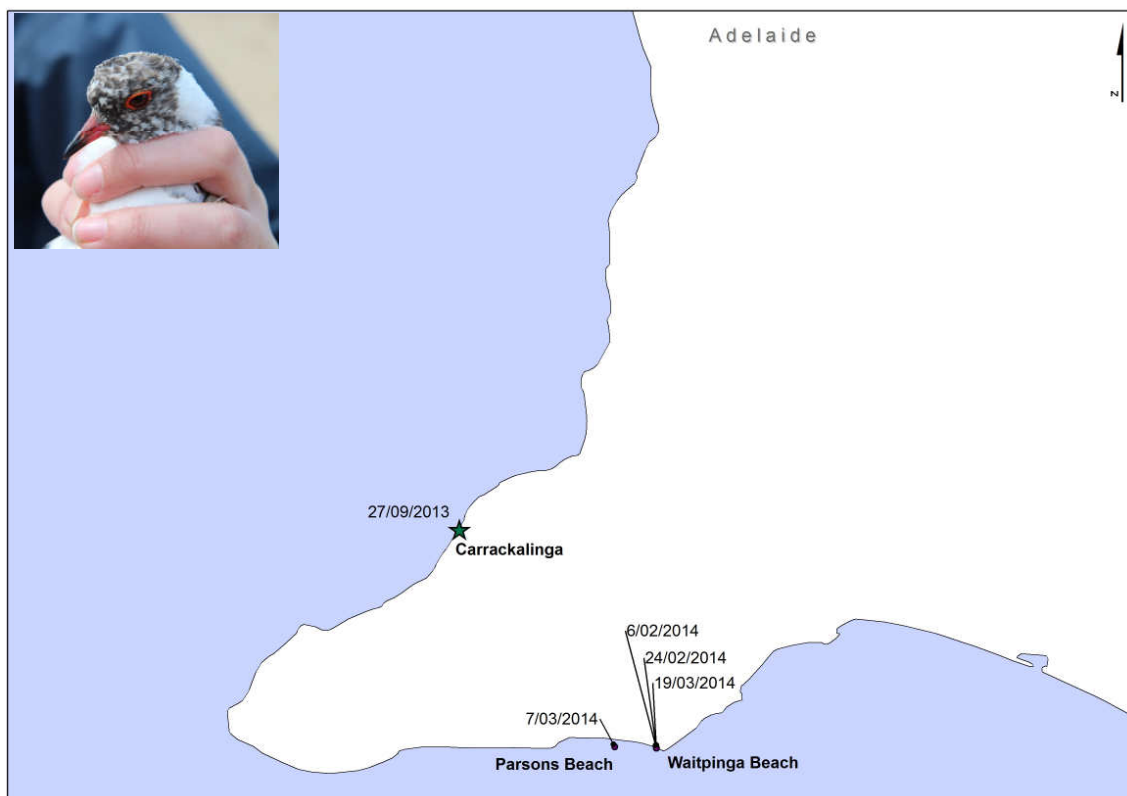 Adelaide
z
27/09/2013
Carrackalinga
6/02/2014
24/02/2014
19/03/2014
7/03/2014
Parsons Beach
Waitpinga Beach